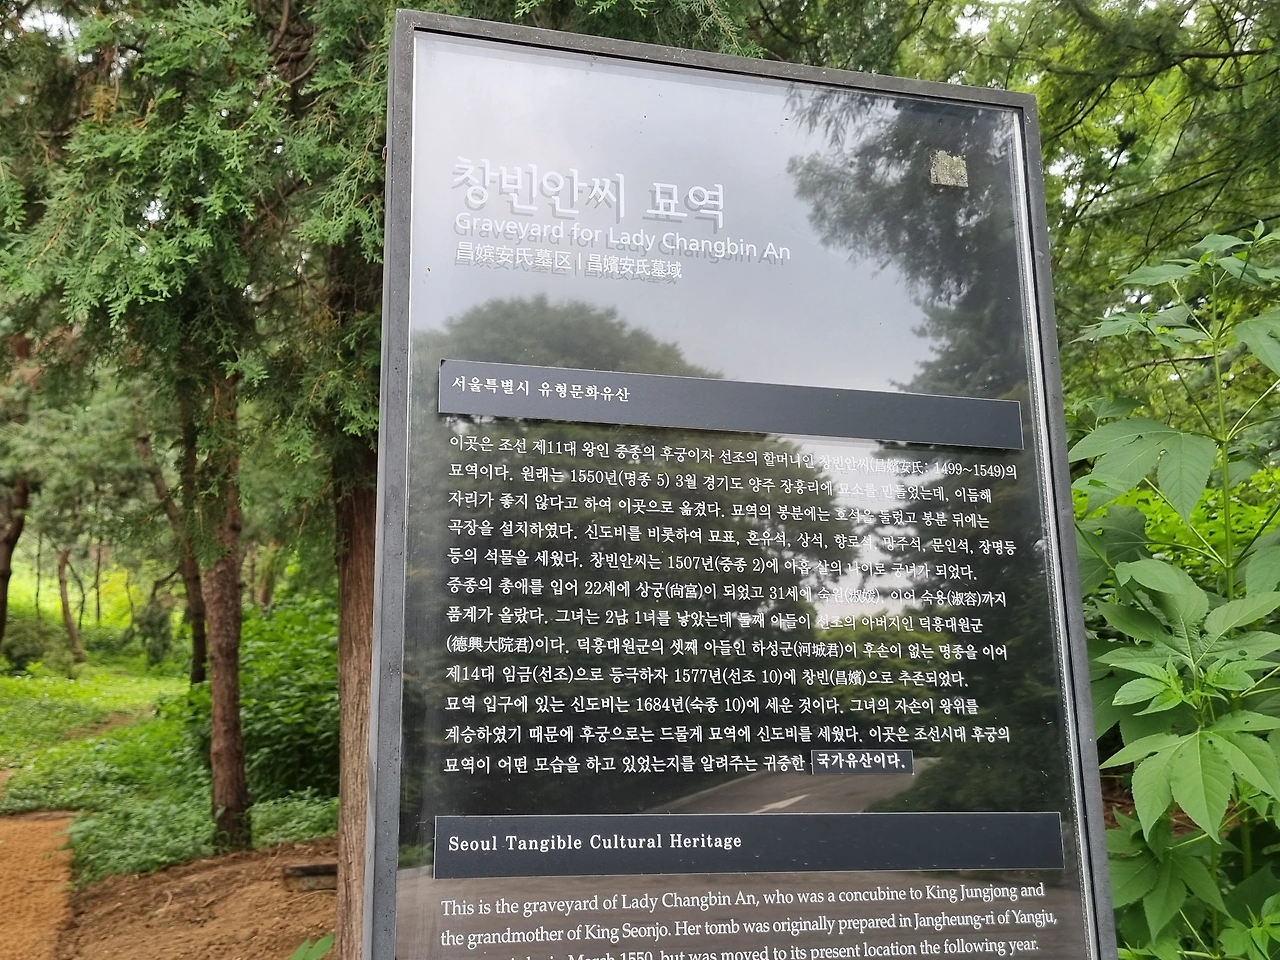 창빈안씨 묘역
Graveyard for Lady Changbin An
昌嫔安氏墓区 | 昌嬪安氏墓域
서울특별시 유형문화유산
이곳은 조선 제11대 왕인 중종의 후궁이자 선조의 할머니인 창빈안씨(昌嬪安氏: 1499~1549)의
묘역이다. 원래는 1550년(명종 5) 3월 경기도 양주 장흥리에 묘소를 만들었는데, 이듬해
자리가 좋지 않다고 하여 이곳으로 옮겼다. 묘역의 봉분에는 호석을 둘렀고 봉분 뒤에는
곡장을 설치하였다. 신도비를 비롯하여 묘표, 혼유석, 상석, 향로석, 망주석, 문인석, 장명등
등의 석물을 세웠다. 창빈안씨는 1507년(중종 2)에 아홉 살의 나이로 궁녀가 되었다.
중종의 총애를 입어 22세에 상궁(尙宮)이 되었고 31세에 숙원(淑媛), 이어 숙용(淑容)까지
품계가 올랐다. 그녀는 2남 1녀를 낳았는데 둘째 아들이 선조의 아버지인 덕흥대원군
(德興大院君)이다. 덕흥대원군의 셋째 아들인 하성군(河城君)이 후손이 없는 명종을 이어
제14대 임금(선조)으로 등극하자 1577년(선조 10)에 창빈(昌嬪)으로 추존되었다.
묘역 입구에 있는 신도비는 1684년(숙종 10)에 세운 것이다. 그녀의 자손이 왕위를
계승하였기 때문에 후궁으로는 드물게 묘역에 신도비를 세웠다. 이곳은 조선시대 후궁의
묘역이 어떤 모습을 하고 있었는지를 알려주는 귀중한 국가유산이다.
Seoul Tangible Cultural Heritage
This is the graveyard of Lady Changbin An, who was a concubine to King Jungjong and
the grandmother of King Seonjo. Her tomb was originally prepared in Jangheung-ri of Yangju,
in March 1550, but was moved to its present location the following year.